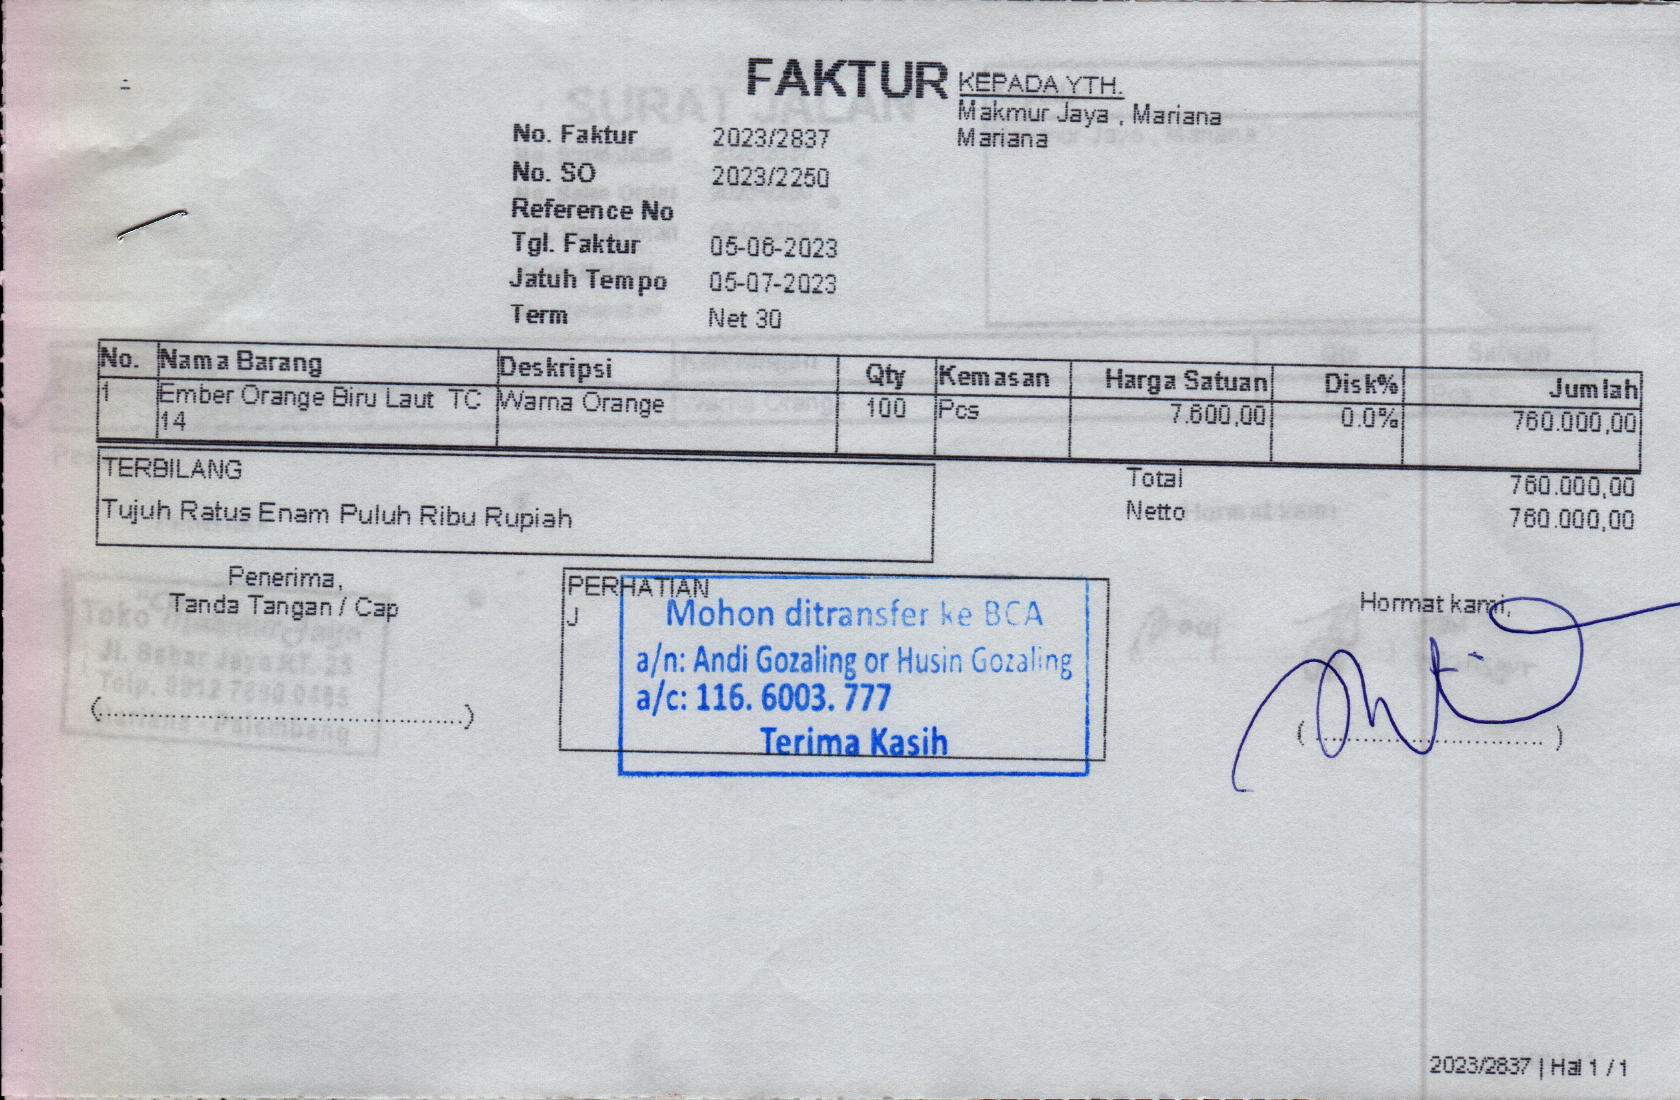 FAKTUR
KEPADA YTH.
Makmur Jaya , Mariana
Mariana
No. Faktur 2023/2837
No. SO 2023/2250
Reference No
Tgl. Faktur 05-06-2023
Jatuh Tempo 05-07-2023
Term Net 30
No. Nama Barang Deskripsi Qty Kemasan Harga Satuan Disk% Jumlah
1 Ember Orange Biru Laut TC Warna Orange 100 Pcs 7.600,00 0.0% 760.000,00
14
TERBILANG
Tujuh Ratus Enam Puluh Ribu Rupiah
Total 760.000,00
Netto 760.000,00
Penerima,
Tanda Tangan / Cap
(..........................................................)
PERHATIAN
J
Mohon ditransfer ke BCA
a/n: Andi Gozaling or Husin Gozaling
a/c: 116. 6003. 777
Terima Kasih
Hormat kami,
( ..................................... )
SURAT JALAN
2023/2837 | Hal 1 / 1